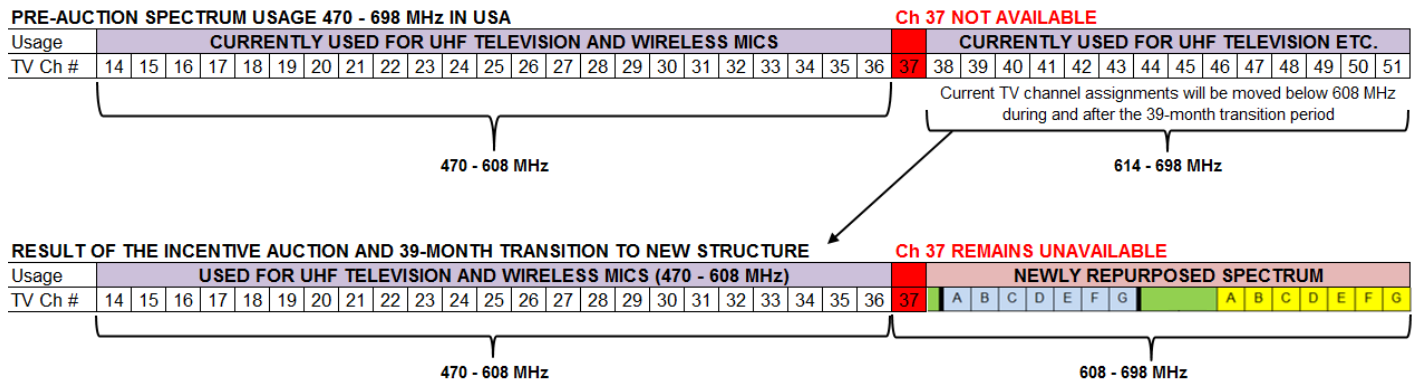 PRE-AUCTION SPECTRUM USAGE 470 - 698 MHz IN USA Ch 37 NOT AVAILABLE
Usage CURRENTLY USED FOR UHF TELEVISION AND WIRELESS MICS CURRENTLY USED FOR UHF TELEVISION ETC.
TV Ch # 14 15 16 17 18 19 20 21 22 23 24 25 26 27 28 29 30 31 32 33 34 35 36 37 38 39 40 41 42 43 44 45 46 47 48 49 50 51
Current TV channel assignments will be moved below 608 MHz
during and after the 39-month transition period
470 - 608 MHz 614 - 698 MHz
RESULT OF THE INCENTIVE AUCTION AND 39-MONTH TRANSITION TO NEW STRUCTURE Ch 37 REMAINS UNAVAILABLE
Usage USED FOR UHF TELEVISION AND WIRELESS MICS (470 - 608 MHz) NEWLY REPURPOSED SPECTRUM
TV Ch # 14 15 16 17 18 19 20 21 22 23 24 25 26 27 28 29 30 31 32 33 34 35 36 37 A B C D E F G A B C D E F G
470 - 608 MHz 608 - 698 MHz